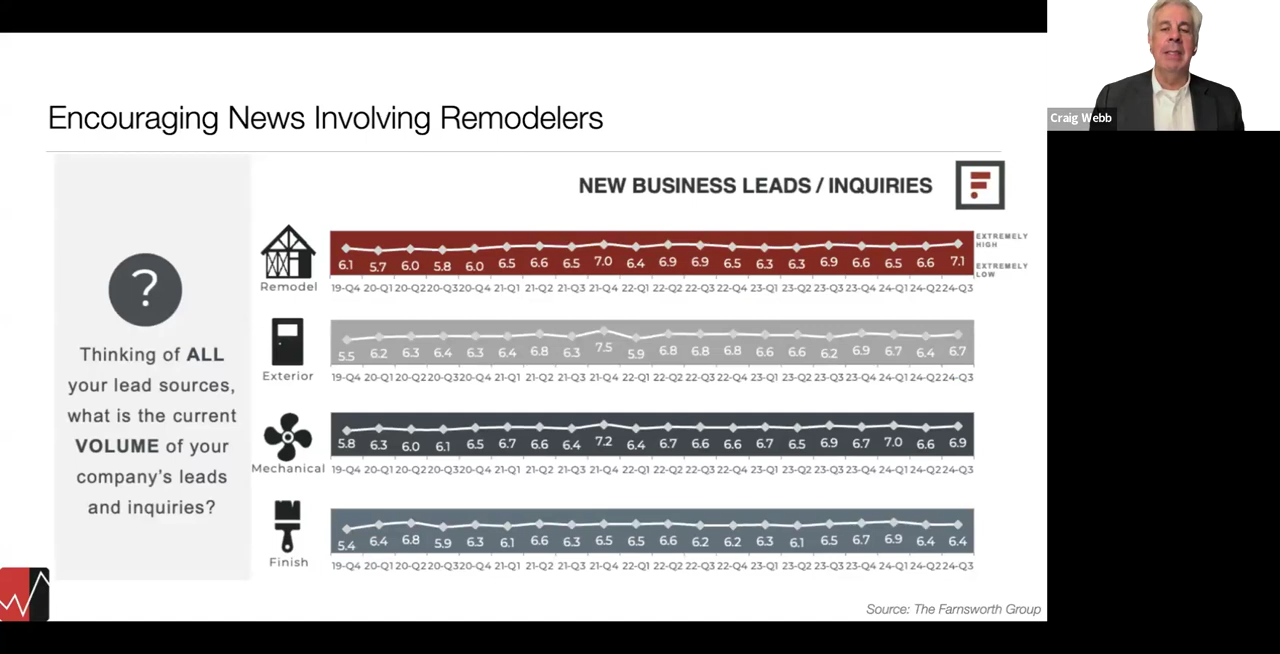 Encouraging News Involving Remodelers
Craig Webb
NEW BUSINESS LEADS / INQUIRIES
?
Thinking of ALL
your lead sources,
what is the current
VOLUME of your
company's leads
and inquiries?
EXTREMELY
HIGH
EXTREMELY
LOW
Remodel
6.1 5.7 6.0 5.8 6.0 6.5 6.6 6.5 7.0 6.4 6.9 6.9 6.5 6.3 6.3 6.9 6.6 6.5 6.6 7.1
19-Q4 20-Q1 20-Q2 20-Q3 20-Q4 21-Q1 21-Q2 21-Q3 21-Q4 22-Q1 22-Q2 22-Q3 22-Q4 23-Q1 23-Q2 23-Q3 23-Q4 24-Q1 24-Q2 24-Q3
Exterior
5.5 6.2 6.3 6.4 6.3 6.4 6.8 6.3 7.5 5.9 6.8 6.8 6.8 6.6 6.6 6.2 6.9 6.7 6.4 6.7
19-Q4 20-Q1 20-Q2 20-Q3 20-Q4 21-Q1 21-Q2 21-Q3 21-Q4 22-Q1 22-Q2 22-Q3 22-Q4 23-Q1 23-Q2 23-Q3 23-Q4 24-Q1 24-Q2 24-Q3
Mechanical
5.8 6.3 6.0 6.1 6.5 6.7 6.6 6.4 7.2 6.4 6.7 6.6 6.6 6.7 6.5 6.9 6.7 7.0 6.6 6.9
19-Q4 20-Q1 20-Q2 20-Q3 20-Q4 21-Q1 21-Q2 21-Q3 21-Q4 22-Q1 22-Q2 22-Q3 22-Q4 23-Q1 23-Q2 23-Q3 23-Q4 24-Q1 24-Q2 24-Q3
Finish
5.4 6.4 6.8 5.9 6.3 6.1 6.6 6.3 6.5 6.5 6.6 6.2 6.2 6.3 6.1 6.5 6.7 6.9 6.4 6.4
19-Q4 20-Q1 20-Q2 20-Q3 20-Q4 21-Q1 21-Q2 21-Q3 21-Q4 22-Q1 22-Q2 22-Q3 22-Q4 23-Q1 23-Q2 23-Q3 23-Q4 24-Q1 24-Q2 24-Q3
Source: The Farnsworth Group